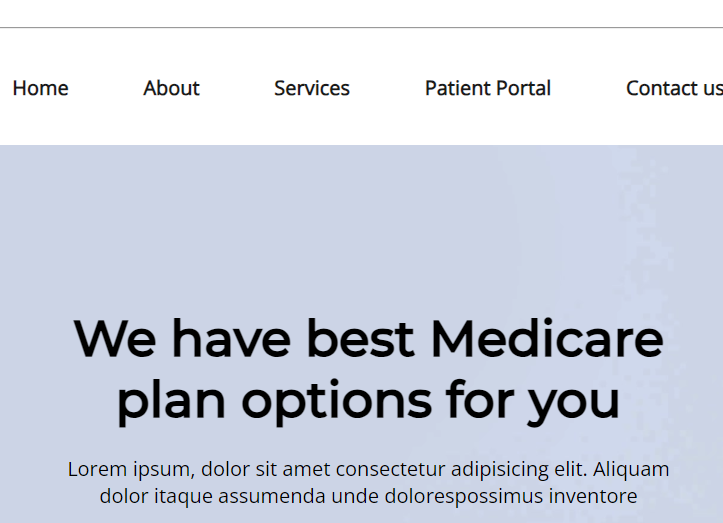 Home About Services Patient Portal Contact us
We have best Medicare
plan options for you
Lorem ipsum, dolor sit amet consectetur adipisicing elit. Aliquam
dolor itaque assumenda unde dolorespossimus inventore